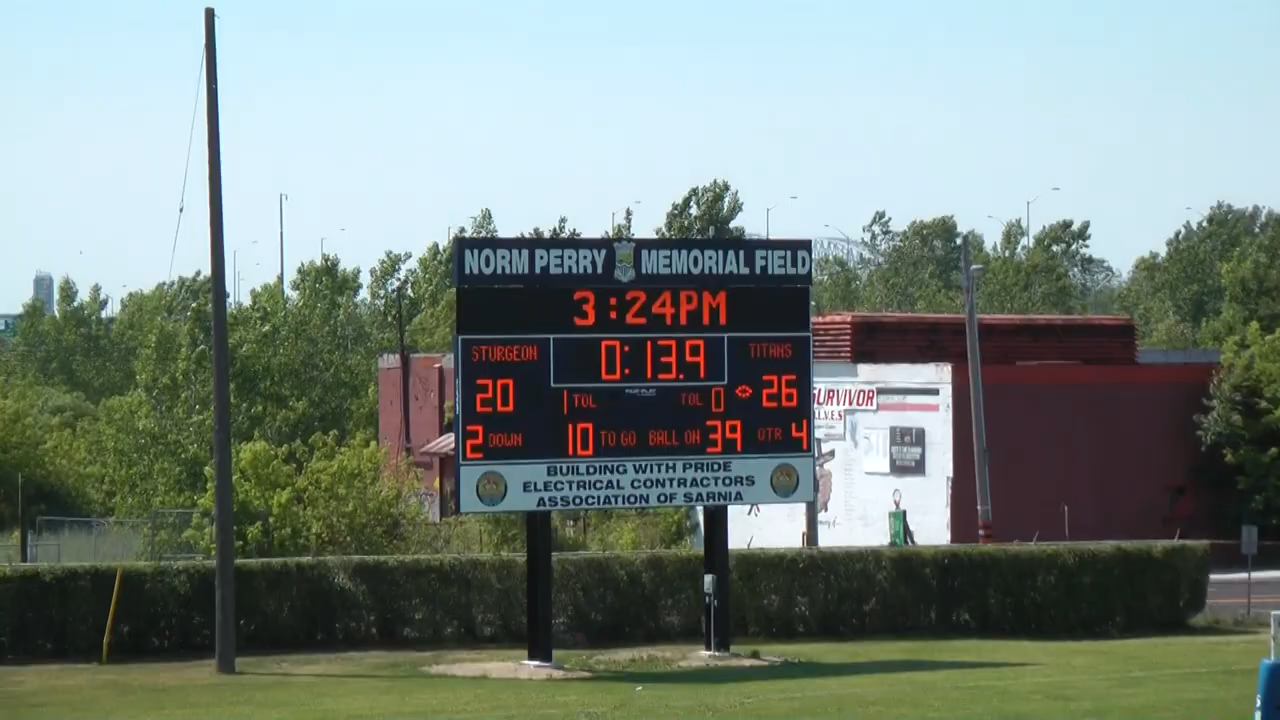 NORM PERRY MEMORIAL FIELD
3:24PM
STURGEON 0:13.9 TITANS
20 1 TOL TOL 0 26
2 DOWN 10 TO GO BALL ON 39 QTR 4
BUILDING WITH PRIDE
ELECTRICAL CONTRACTORS
ASSOCIATION OF SARNIA
SURVIVOR